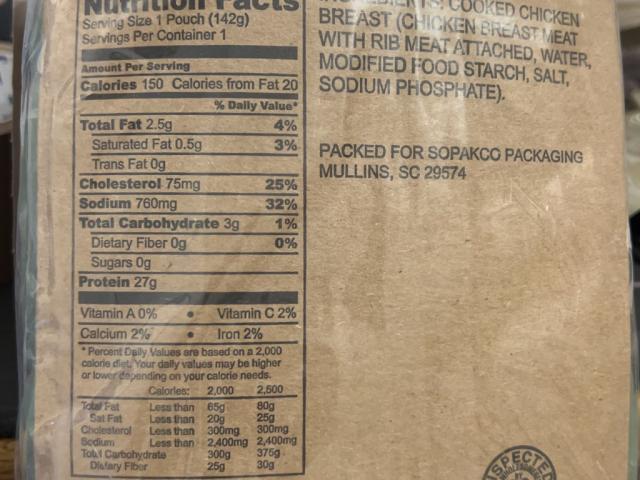 Nutrition Facts
Serving Size 1 Pouch (142g)
Servings Per Container 1
Amount Per Serving
Calories 150 Calories from Fat 20
% Daily Value*
Total Fat 2.5g 4%
Saturated Fat 0.5g 3%
Trans Fat 0g
Cholesterol 75mg 25%
Sodium 760mg 32%
Total Carbohydrate 3g 1%
Dietary Fiber 0g 0%
Sugars 0g
Protein 27g
Vitamin A 0% • Vitamin C 2%
Calcium 2% • Iron 2%
* Percent Daily Values are based on a 2,000
calorie diet. Your daily values may be higher
or lower depending on your calorie needs.
Calories: 2,000 2,500
Total Fat Less than 65g 80g
Sat Fat Less than 20g 25g
Cholesterol Less than 300mg 300mg
Sodium Less than 2,400mg 2,400mg
Total Carbohydrate 300g 375g
Dietary Fiber 25g 30g
INGREDIENTS: COOKED CHICKEN
BREAST (CHICKEN BREAST MEAT
WITH RIB MEAT ATTACHED, WATER,
MODIFIED FOOD STARCH, SALT,
SODIUM PHOSPHATE).
PACKED FOR SOPAKCO PACKAGING
MULLINS, SC 29574